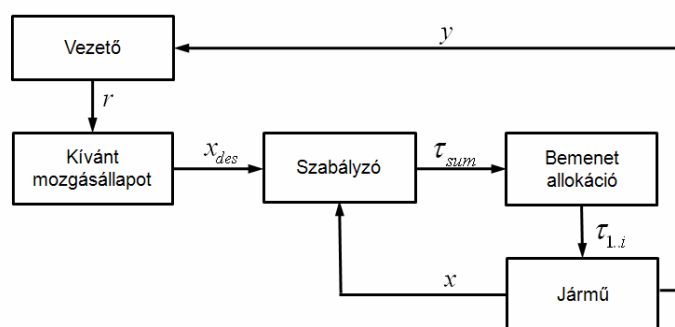 Vezető
y
r
Kívánt
mozgásállapot
x_des
Szabályzó
τ_sum
Bemenet
allokáció
τ_1..i
x
Jármű